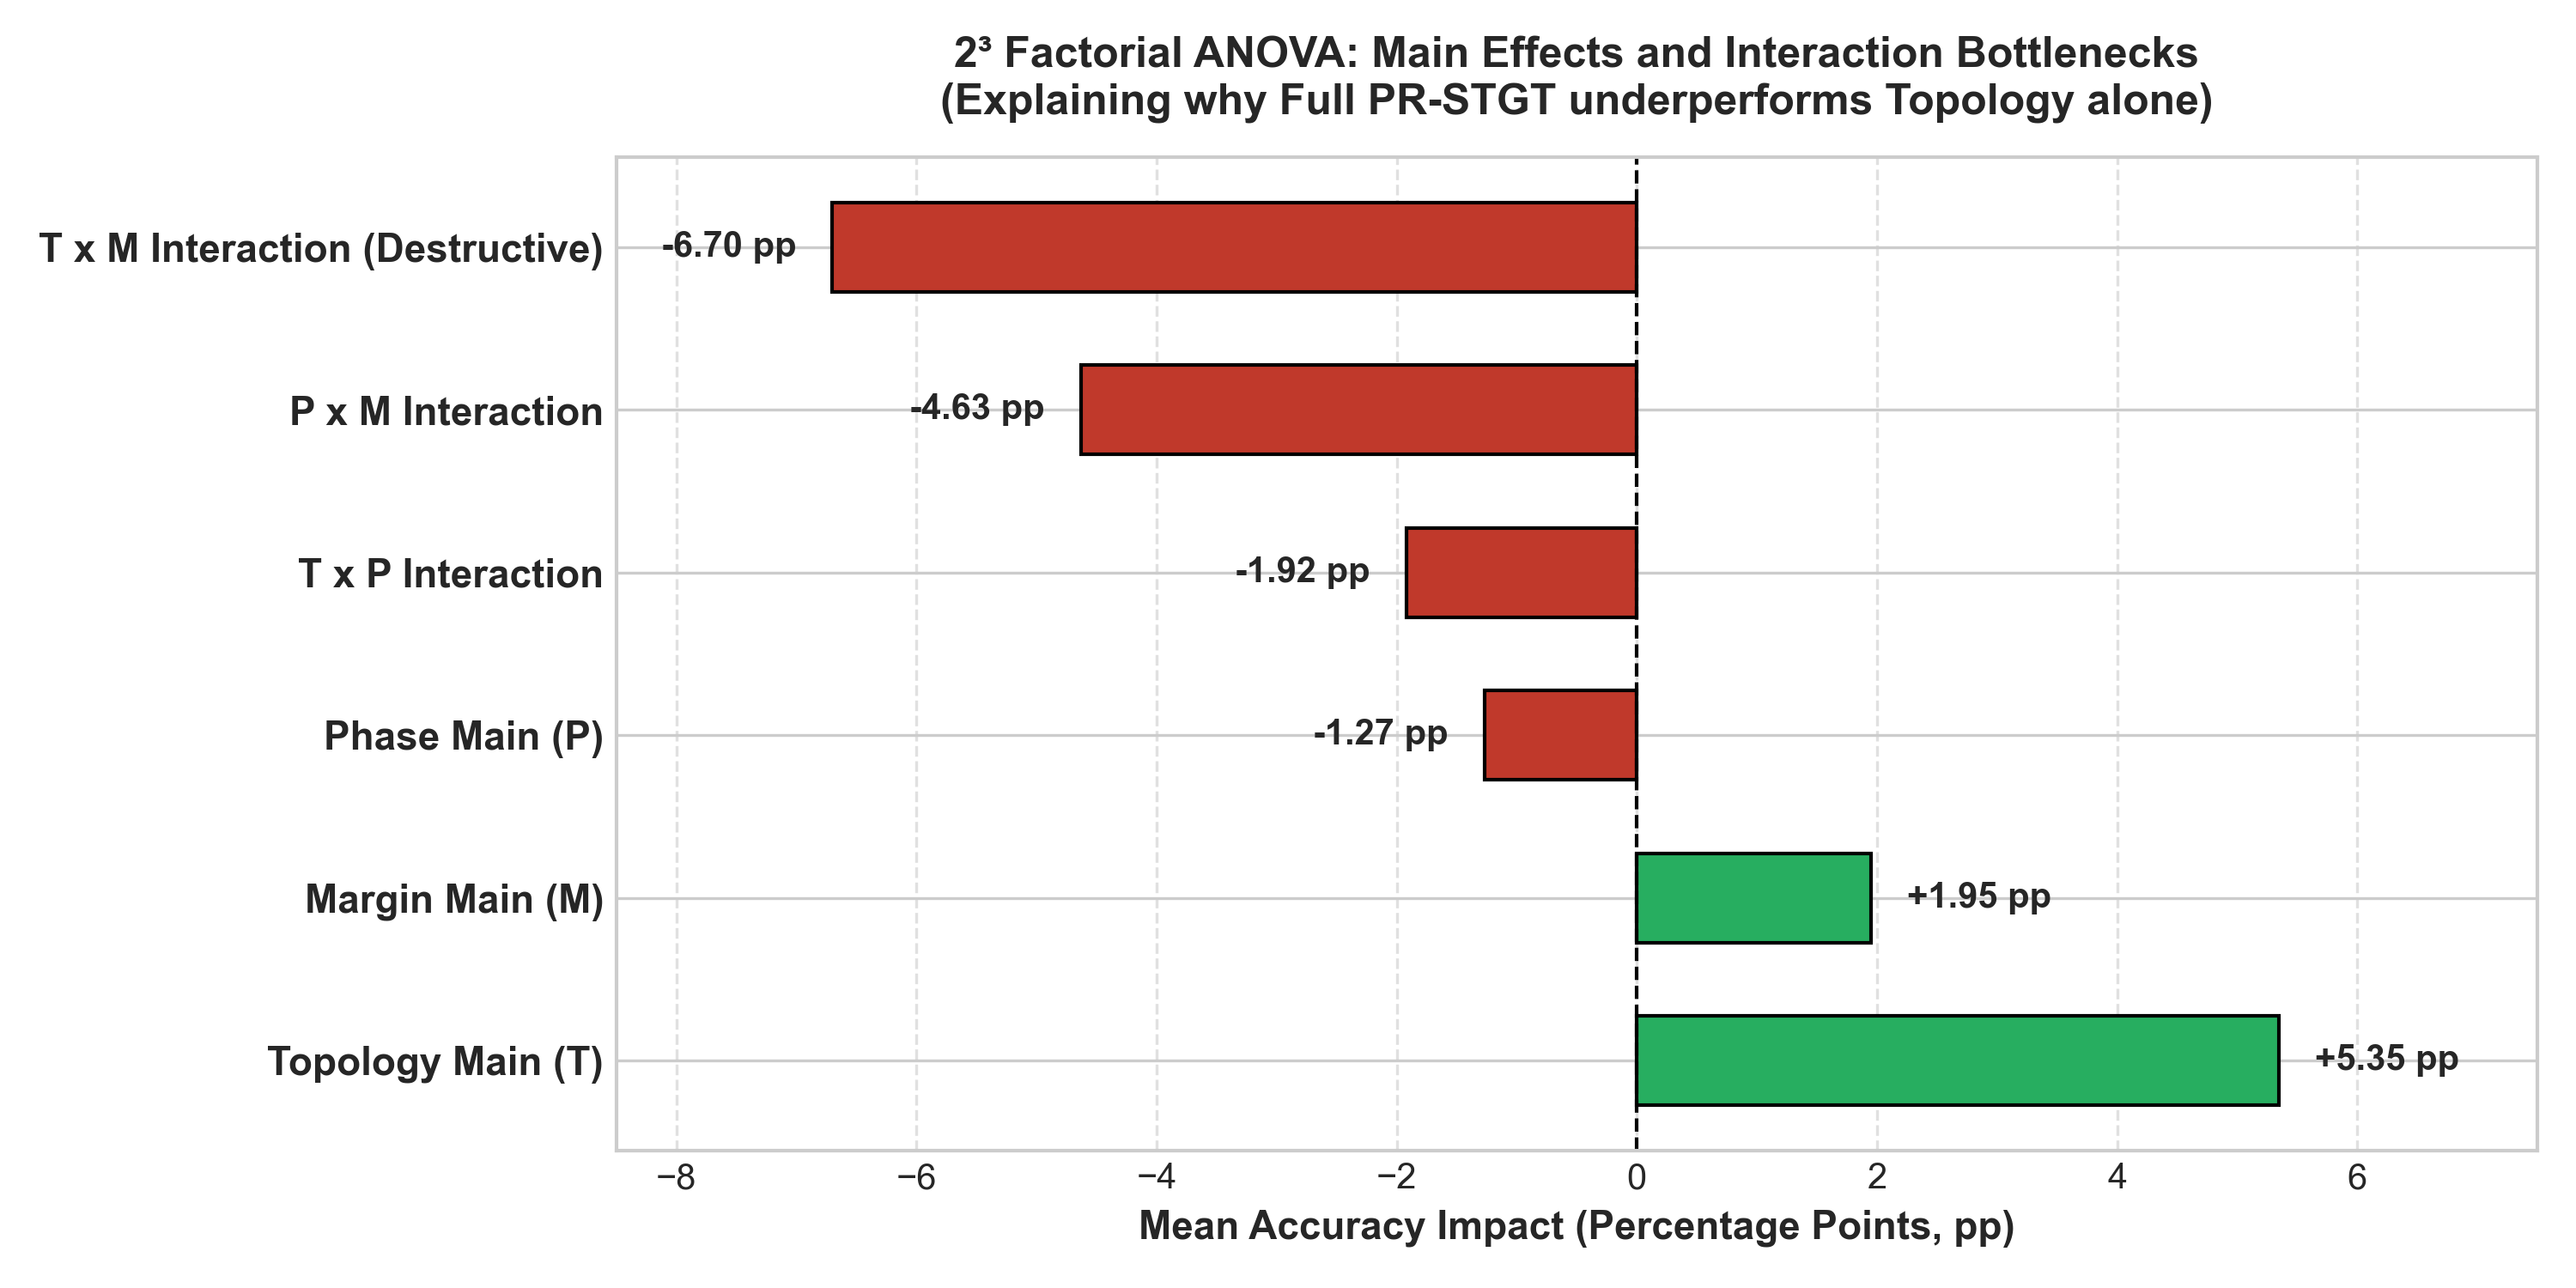 2³ Factorial ANOVA: Main Effects and Interaction Bottlenecks
(Explaining why Full PR-STGT underperforms Topology alone)
T x M Interaction (Destructive)
-6.70 pp
P x M Interaction
-4.63 pp
T x P Interaction
-1.92 pp
Phase Main (P)
-1.27 pp
Margin Main (M)
+1.95 pp
Topology Main (T)
+5.35 pp
−8 −6 −4 −2 0 2 4 6
Mean Accuracy Impact (Percentage Points, pp)